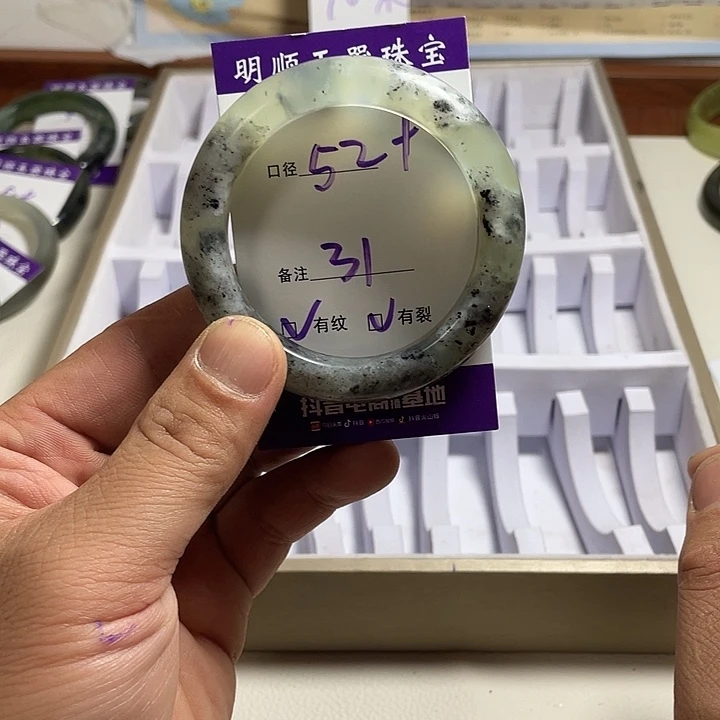 明顺玉器珠宝
口径 52+
备注 31
有纹 有裂
抖音电商基地